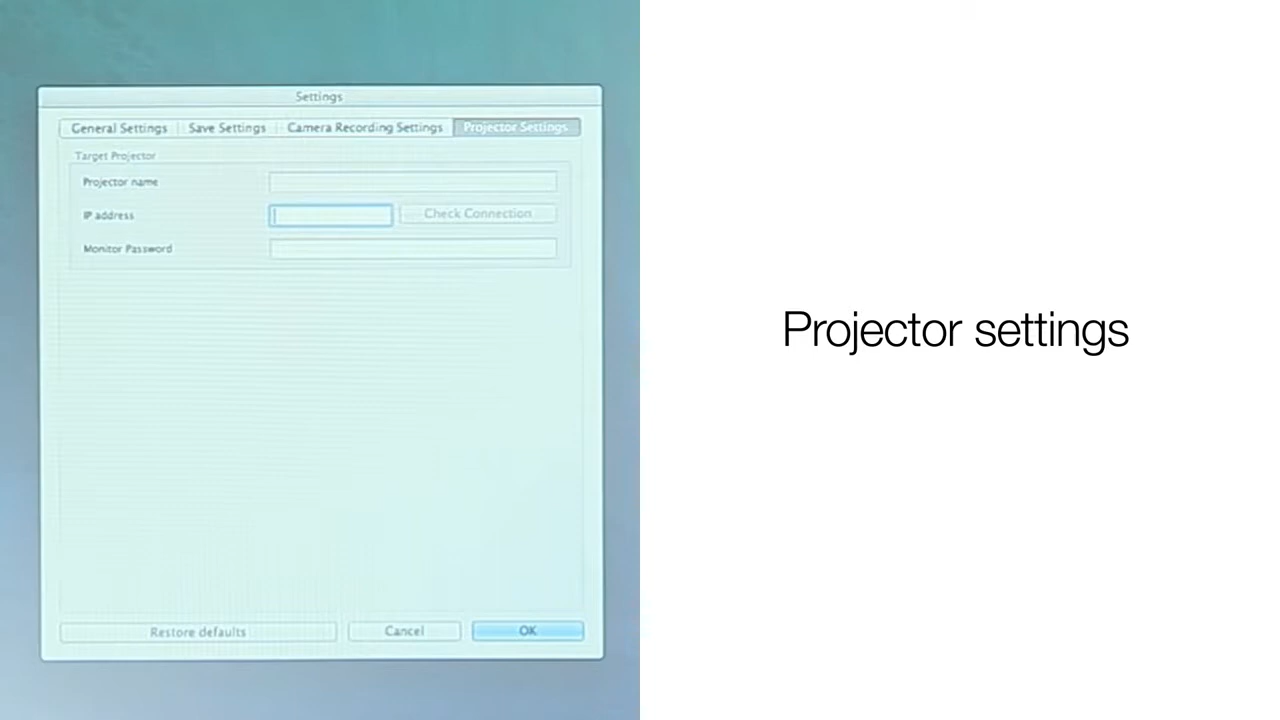 Settings
General Settings Save Settings Camera Recording Settings Projector Settings
Target Projector
Projector name
IP address Check Connection
Monitor Password
Restore defaults Cancel OK
Projector settings